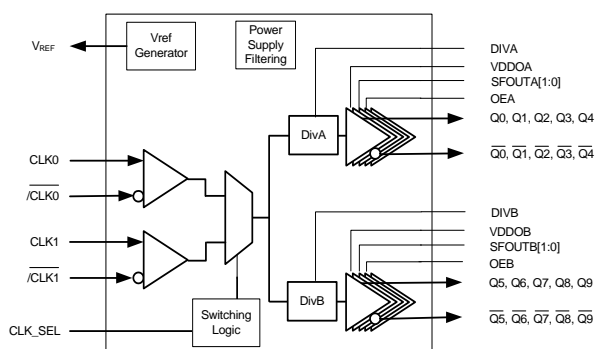 Vref
Generator
Power
Supply
Filtering
VREF
DIVA
VDDOA
SFOUTA[1:0]
OEA
DivA
Q0, Q1, Q2, Q3, Q4
Q0, Q1, Q2, Q3, Q4
CLK0
/CLK0
CLK1
/CLK1
DIVB
VDDOB
SFOUTB[1:0]
OEB
DivB
Q5, Q6, Q7, Q8, Q9
Q5, Q6, Q7, Q8, Q9
Switching
Logic
CLK_SEL